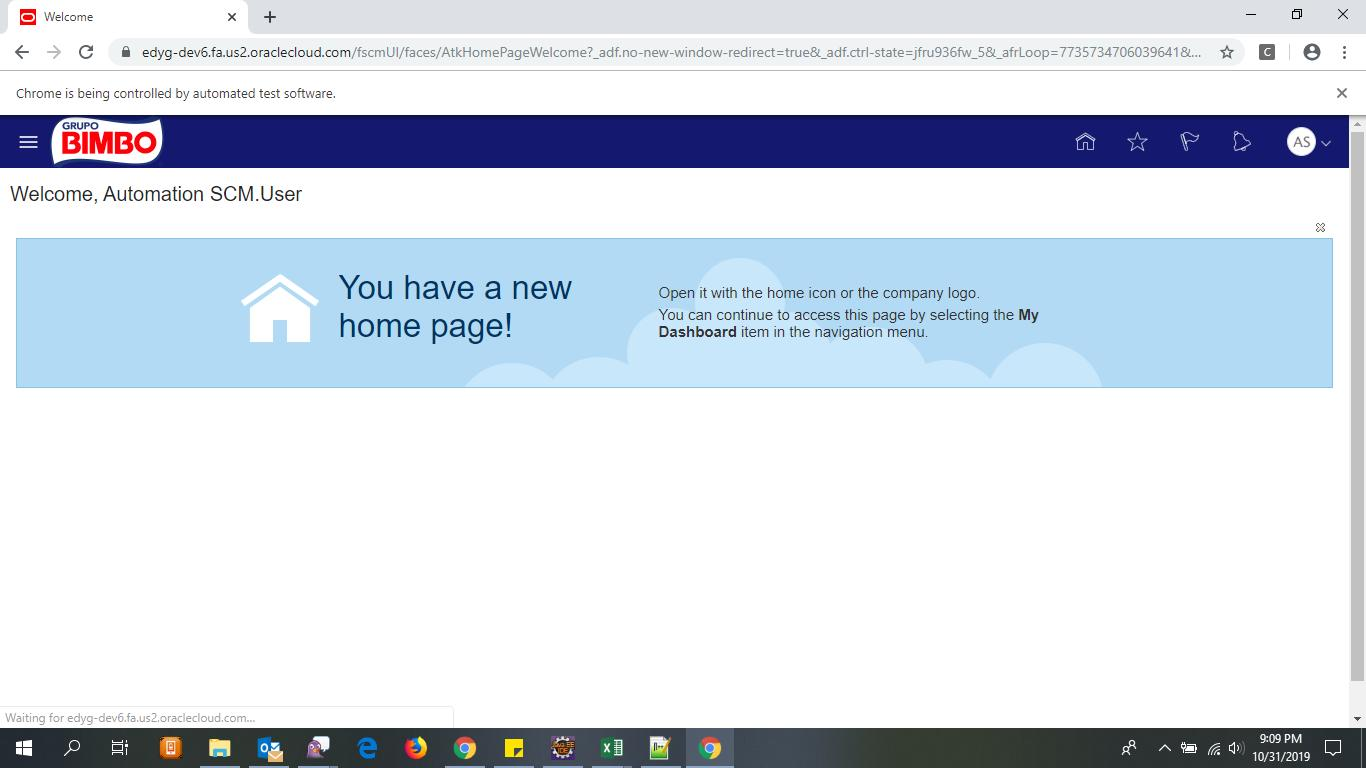 Welcome
edyg-dev6.fa.us2.oraclecloud.com/fscmUI/faces/AtkHomePageWelcome?_adf.no-new-window-redirect=true&_adf.ctrl-state=jfru936fw_5&_afrLoop=7735734706039641&...
C
Chrome is being controlled by automated test software.
GRUPO
BIMBO
AS
Welcome, Automation SCM.User
You have a new
home page!
Open it with the home icon or the company logo.
You can continue to access this page by selecting the My
Dashboard item in the navigation menu.
Waiting for edyg-dev6.fa.us2.oraclecloud.com...
9:09 PM
10/31/2019